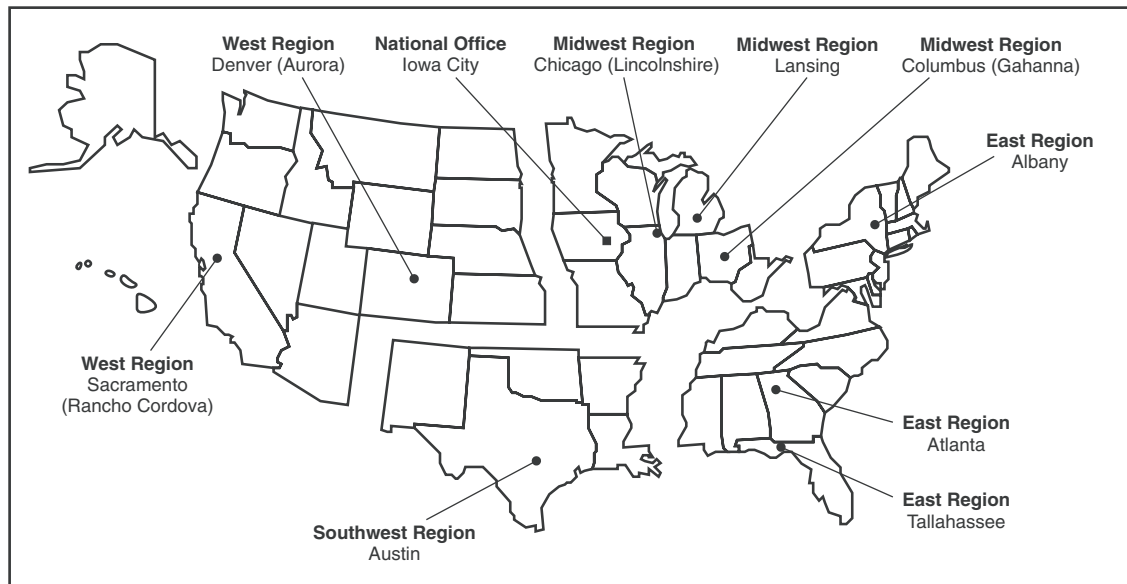 West Region
Denver (Aurora)
National Office
Iowa City
Midwest Region
Chicago (Lincolnshire)
Midwest Region
Lansing
Midwest Region
Columbus (Gahanna)
East Region
Albany
West Region
Sacramento
(Rancho Cordova)
East Region
Atlanta
East Region
Tallahassee
Southwest Region
Austin